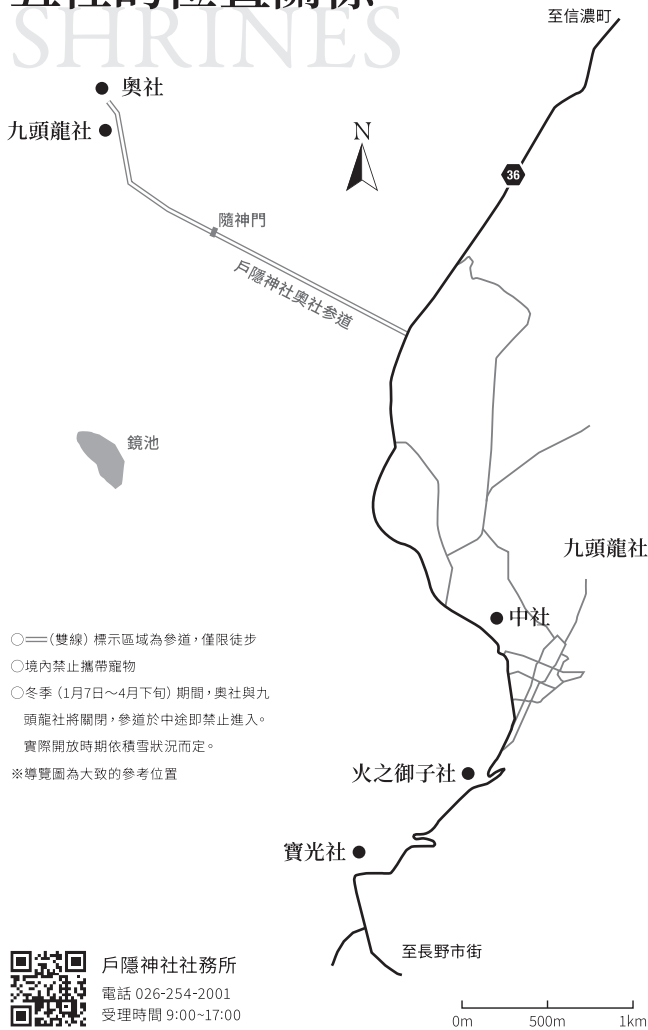 SHRINES
至信濃町
奧社
九頭龍社
N
36
隨神門
戶隱神社奧社參道
鏡池
九頭龍社
中社
○══(雙線)標示區域為參道，僅限徒步
○境內禁止攜帶寵物
○冬季（1月7日～4月下旬）期間，奧社與九
頭龍社將關閉，參道於中途即禁止進入。
實際開放時期依積雪狀況而定。
※導覽圖為大致的參考位置
火之御子社
寶光社
至長野市街
戶隱神社社務所
電話 026-254-2001
受理時間 9:00~17:00
0m 500m 1km